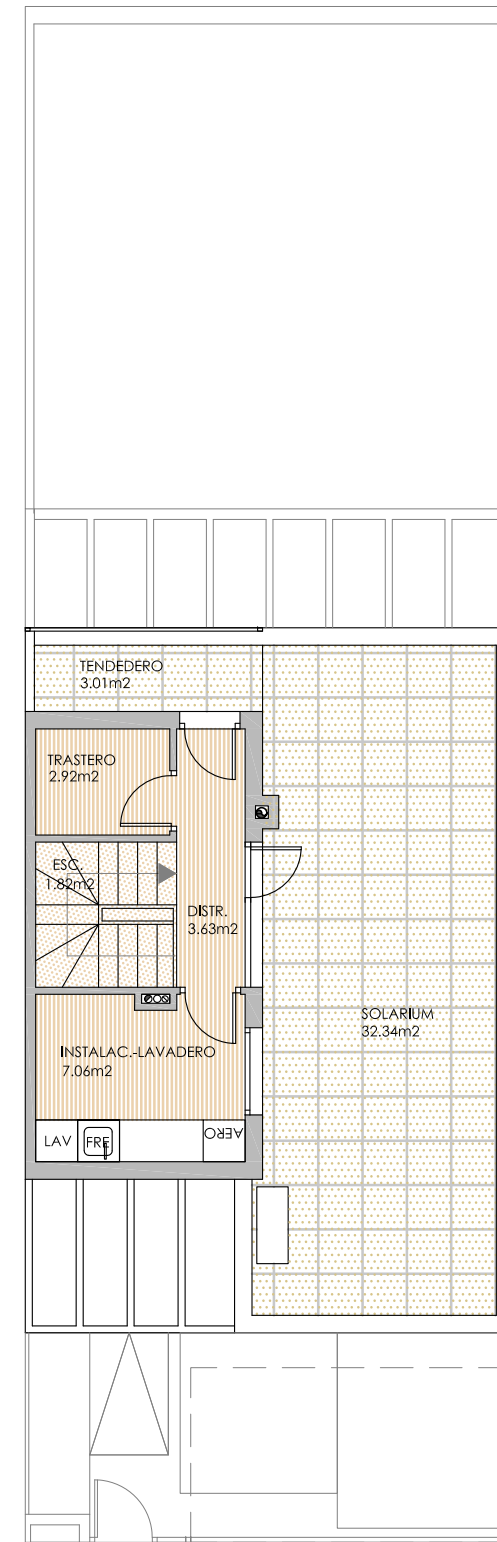 TENDEDERO
3.01m2
TRASTERO
2.92m2
ESC.
1.82m2
DISTR.
3.63m2
SOLARIUM
32.34m2
INSTALAC.-LAVADERO
7.06m2
LAV
FRE
AERO